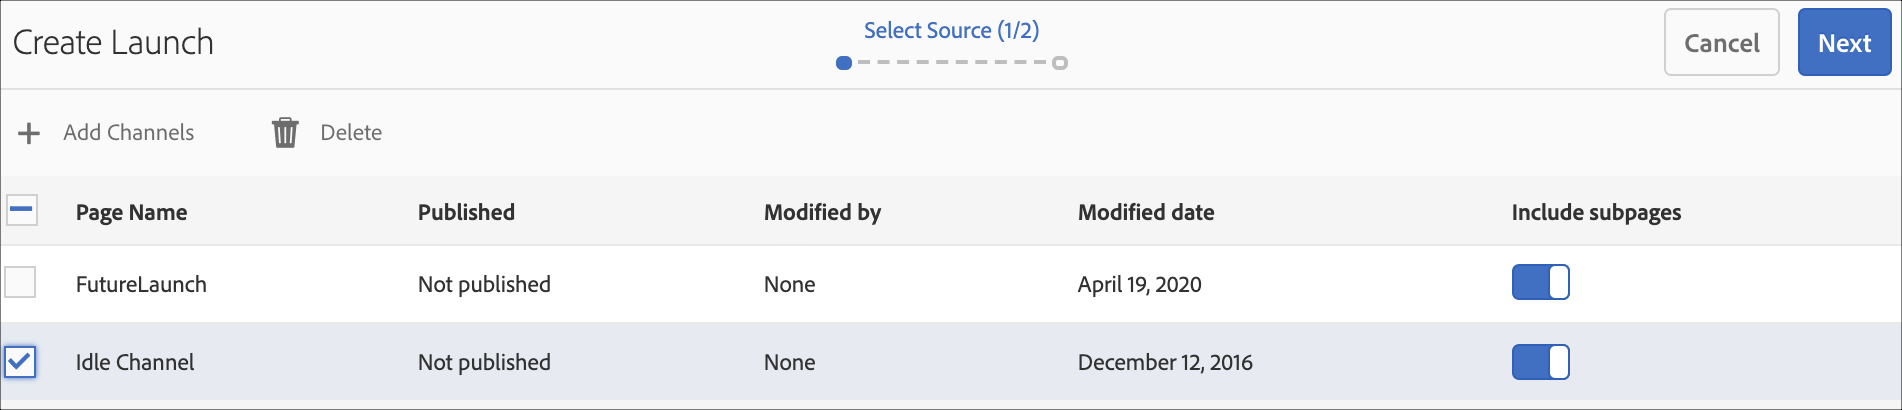 Create Launch
Select Source (1/2)
Cancel
Next
Add Channels
Delete
Page Name Published Modified by Modified date Include subpages
FutureLaunch Not published None April 19, 2020
Idle Channel Not published None December 12, 2016